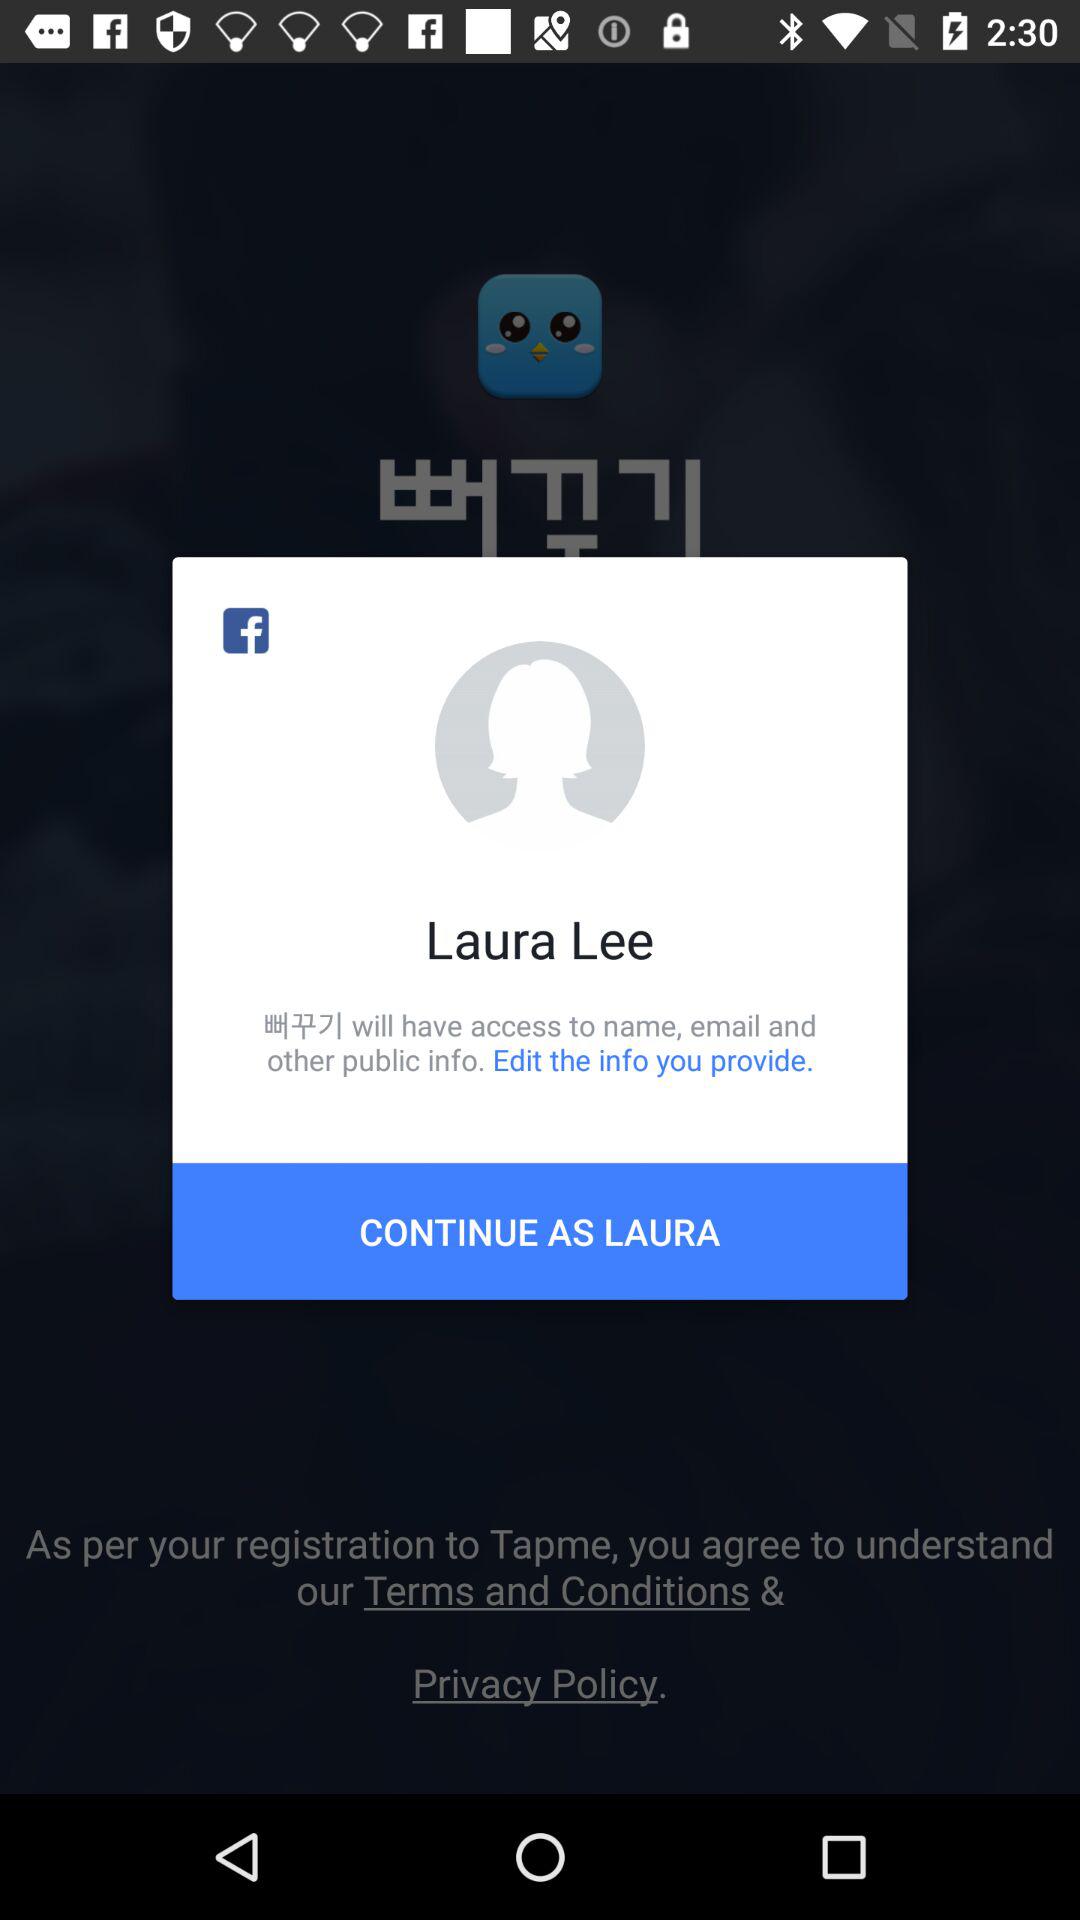 2:30
뻐꾸기
Laura Lee
뻐꾸기 will have access to name, email and
other public info. Edit the info you provide.
CONTINUE AS LAURA
As per your registration to Tapme, you agree to understand
our Terms and Conditions &
Privacy Policy.